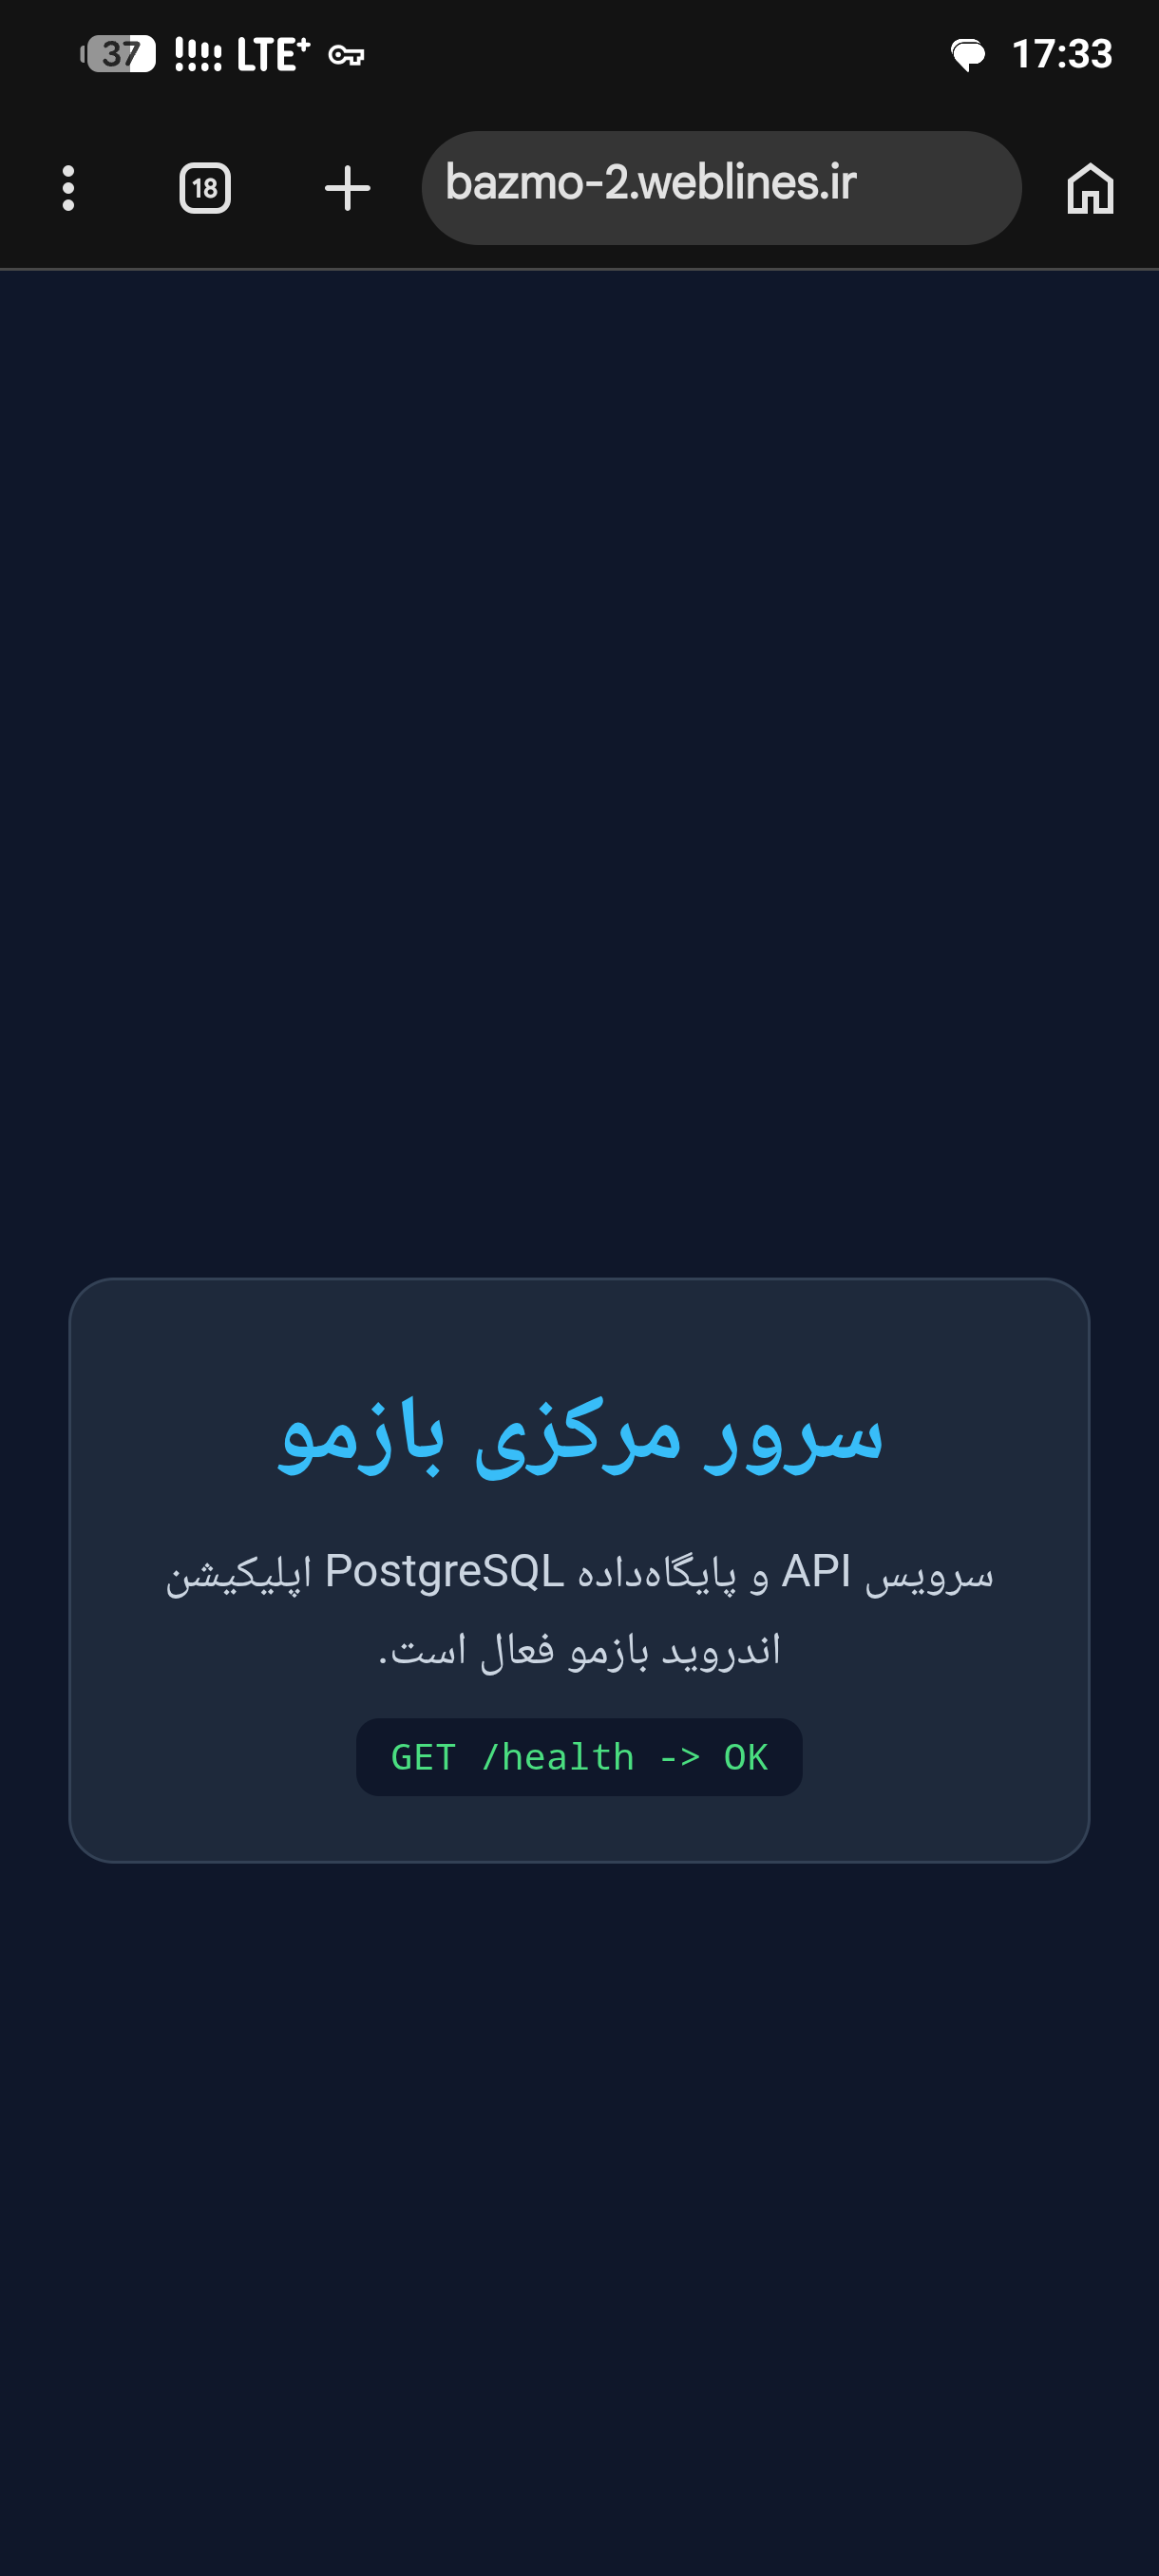 37 LTE+ 17:33
18 bazmo-2.weblines.ir
سرور مرکزی بازمو
سرویس API و پایگاه‌داده PostgreSQL اپلیکیشن
اندروید بازمو فعال است.
GET /health -> OK